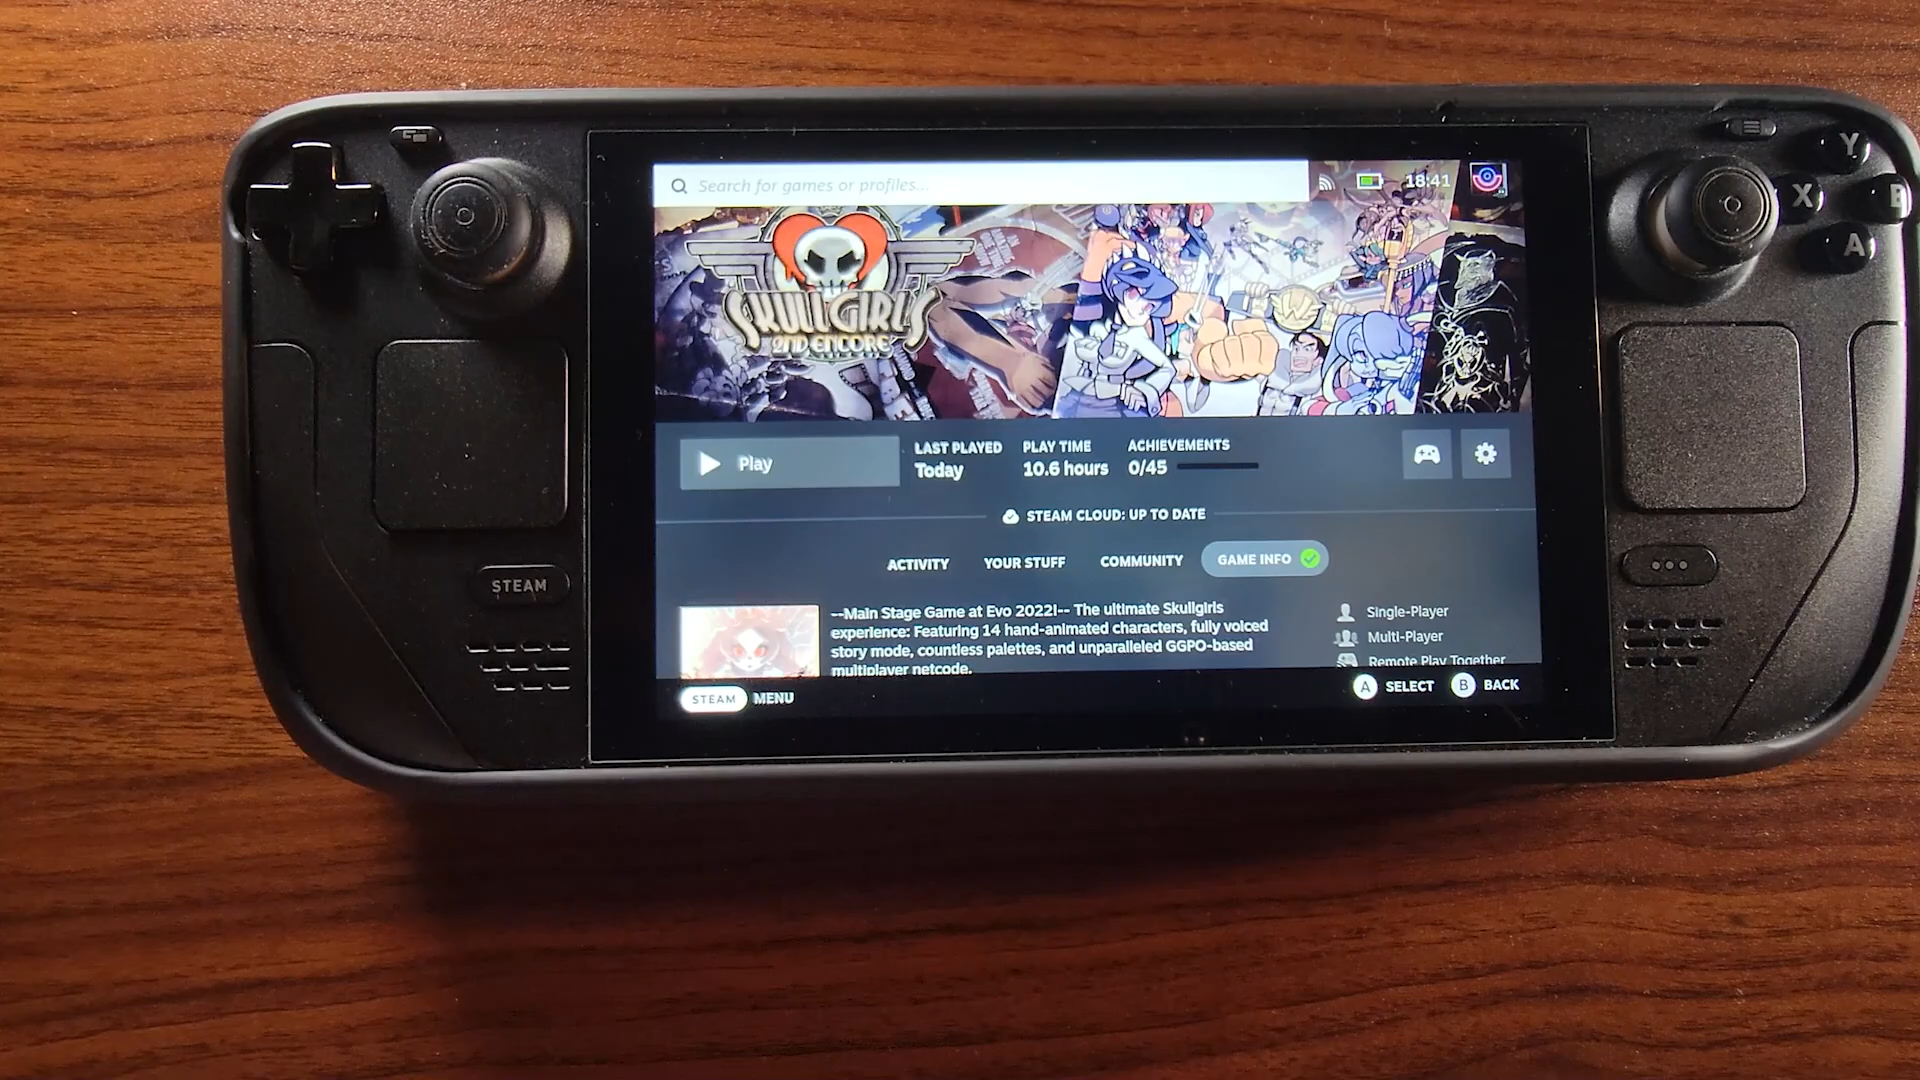 Search for games or profiles...
18:41
SKULLGIRLS
2ND ENCORE
W
Play
LAST PLAYED
Today
PLAY TIME
10.6 hours
ACHIEVEMENTS
0/45
STEAM CLOUD: UP TO DATE
ACTIVITY
YOUR STUFF
COMMUNITY
GAME INFO
--Main Stage Game at Evo 2022!-- The ultimate Skullgirls
experience: Featuring 14 hand-animated characters, fully voiced
story mode, countless palettes, and unparalleled GGPO-based
multiplayer netcode.
Single-Player
Multi-Player
Remote Play Together
STEAM MENU
A SELECT
B BACK
STEAM
Y
X
B
A